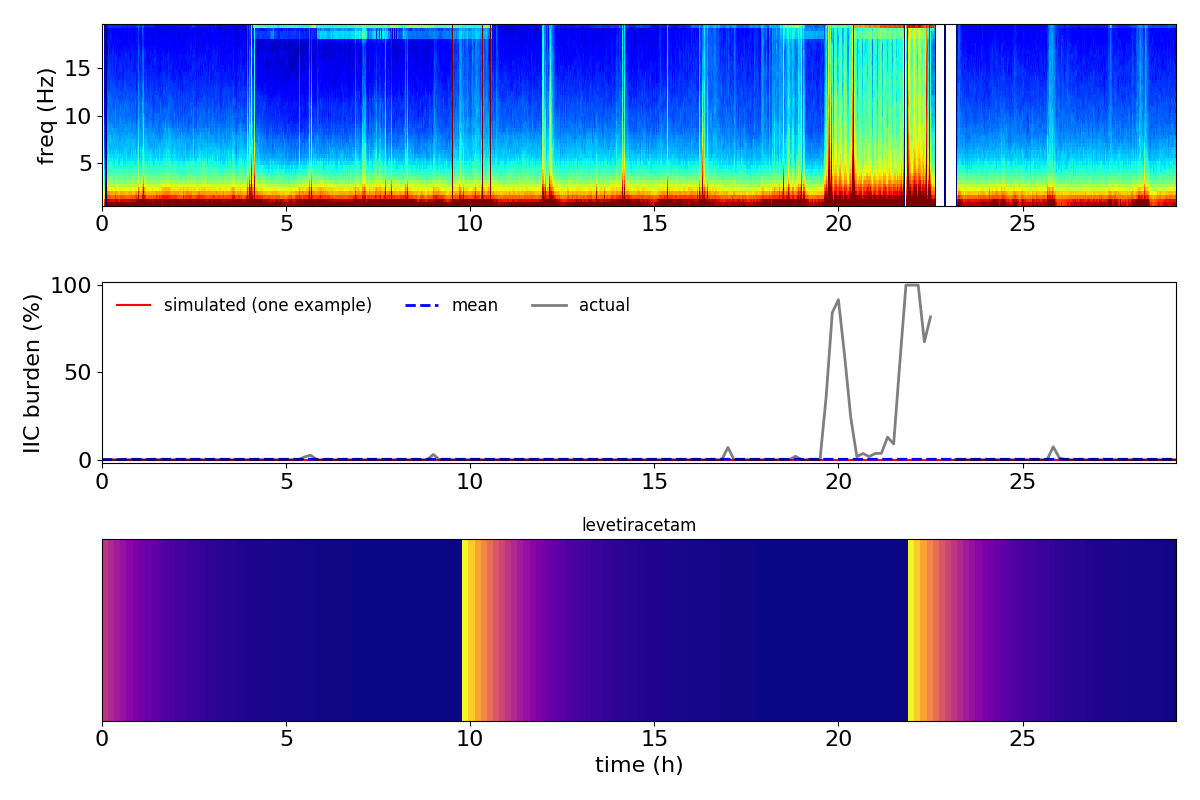 freq (Hz)
15
10
5
0 5 10 15 20 25
IIC burden (%)
100
50
0
simulated (one example) mean actual
0 5 10 15 20 25
levetiracetam
0 5 10 15 20 25
time (h)